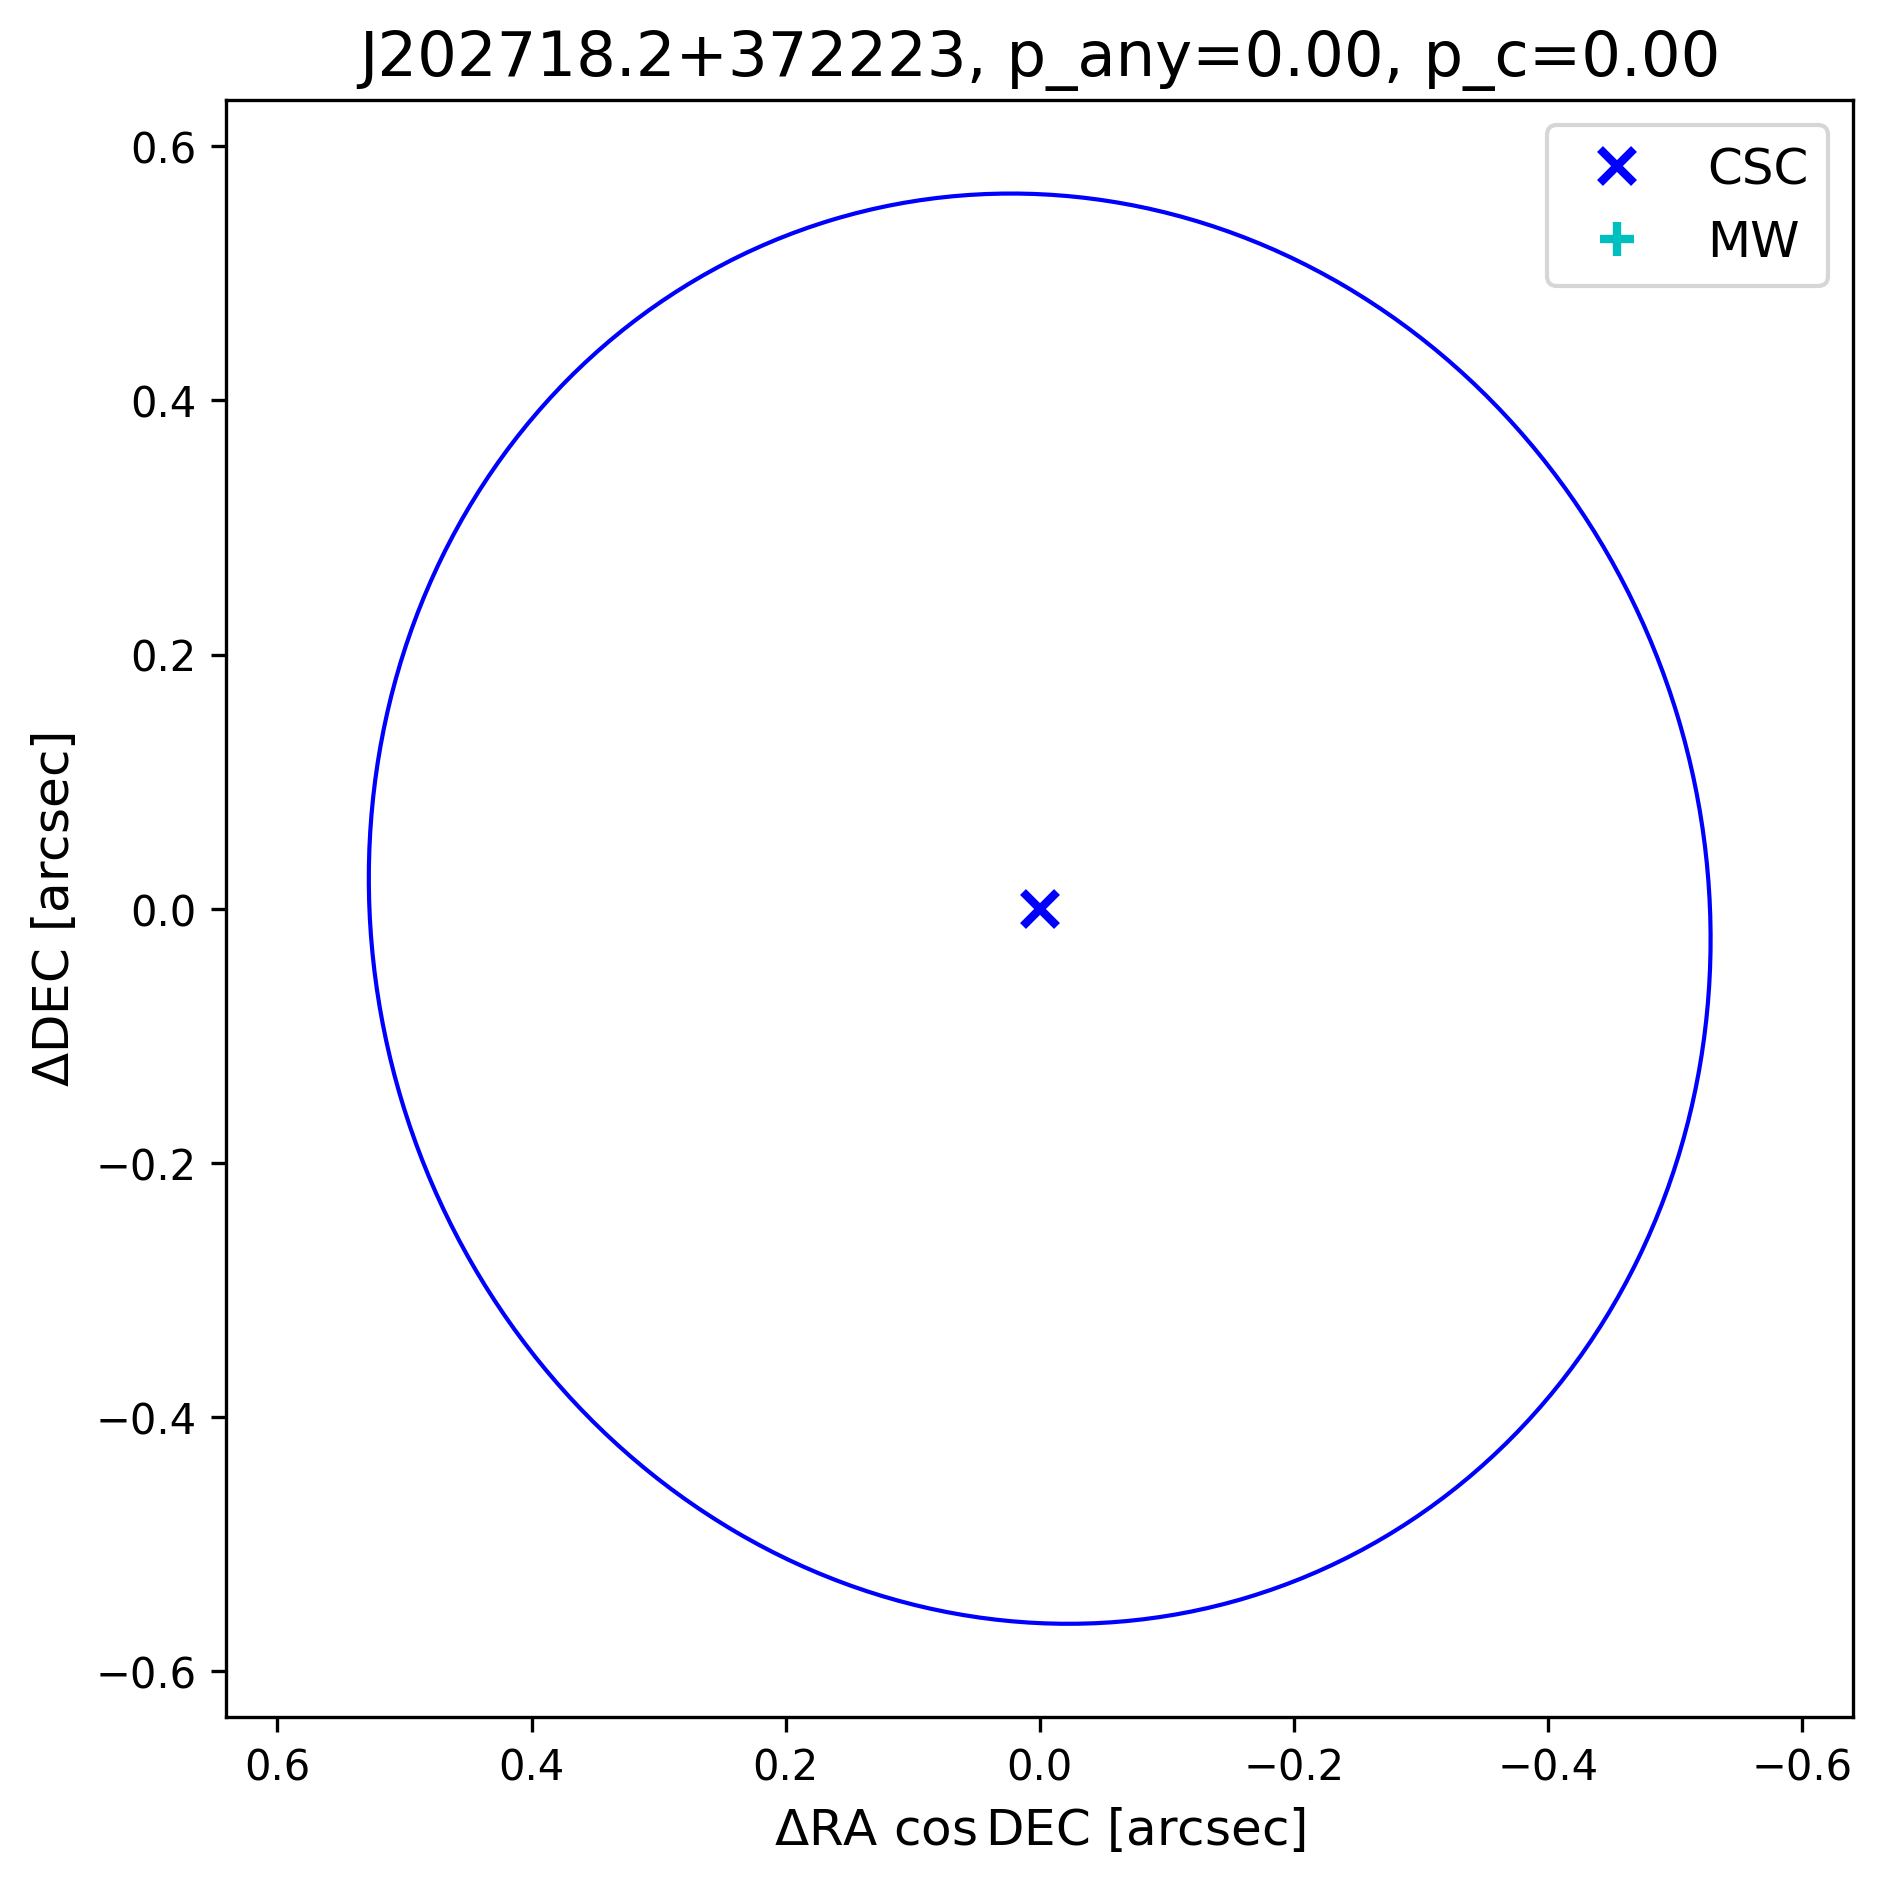 J202718.2+372223, p_any=0.00, p_c=0.00
CSC
MW
0.6
0.4
0.2
0.0
−0.2
−0.4
−0.6
ΔDEC [arcsec]
0.6 0.4 0.2 0.0 −0.2 −0.4 −0.6
ΔRA cos DEC [arcsec]